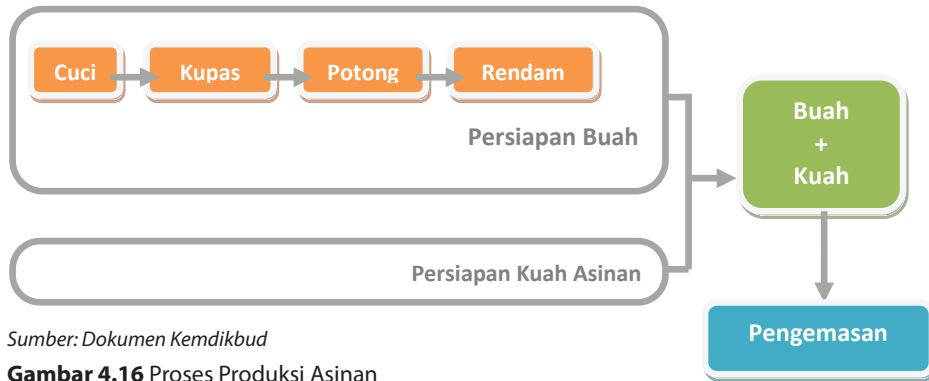 Cuci
Kupas
Potong
Rendam
Persiapan Buah
Buah
+
Kuah
Persiapan Kuah Asinan
Pengemasan
Sumber: Dokumen Kemdikbud
Gambar 4.16 Proses Produksi Asinan